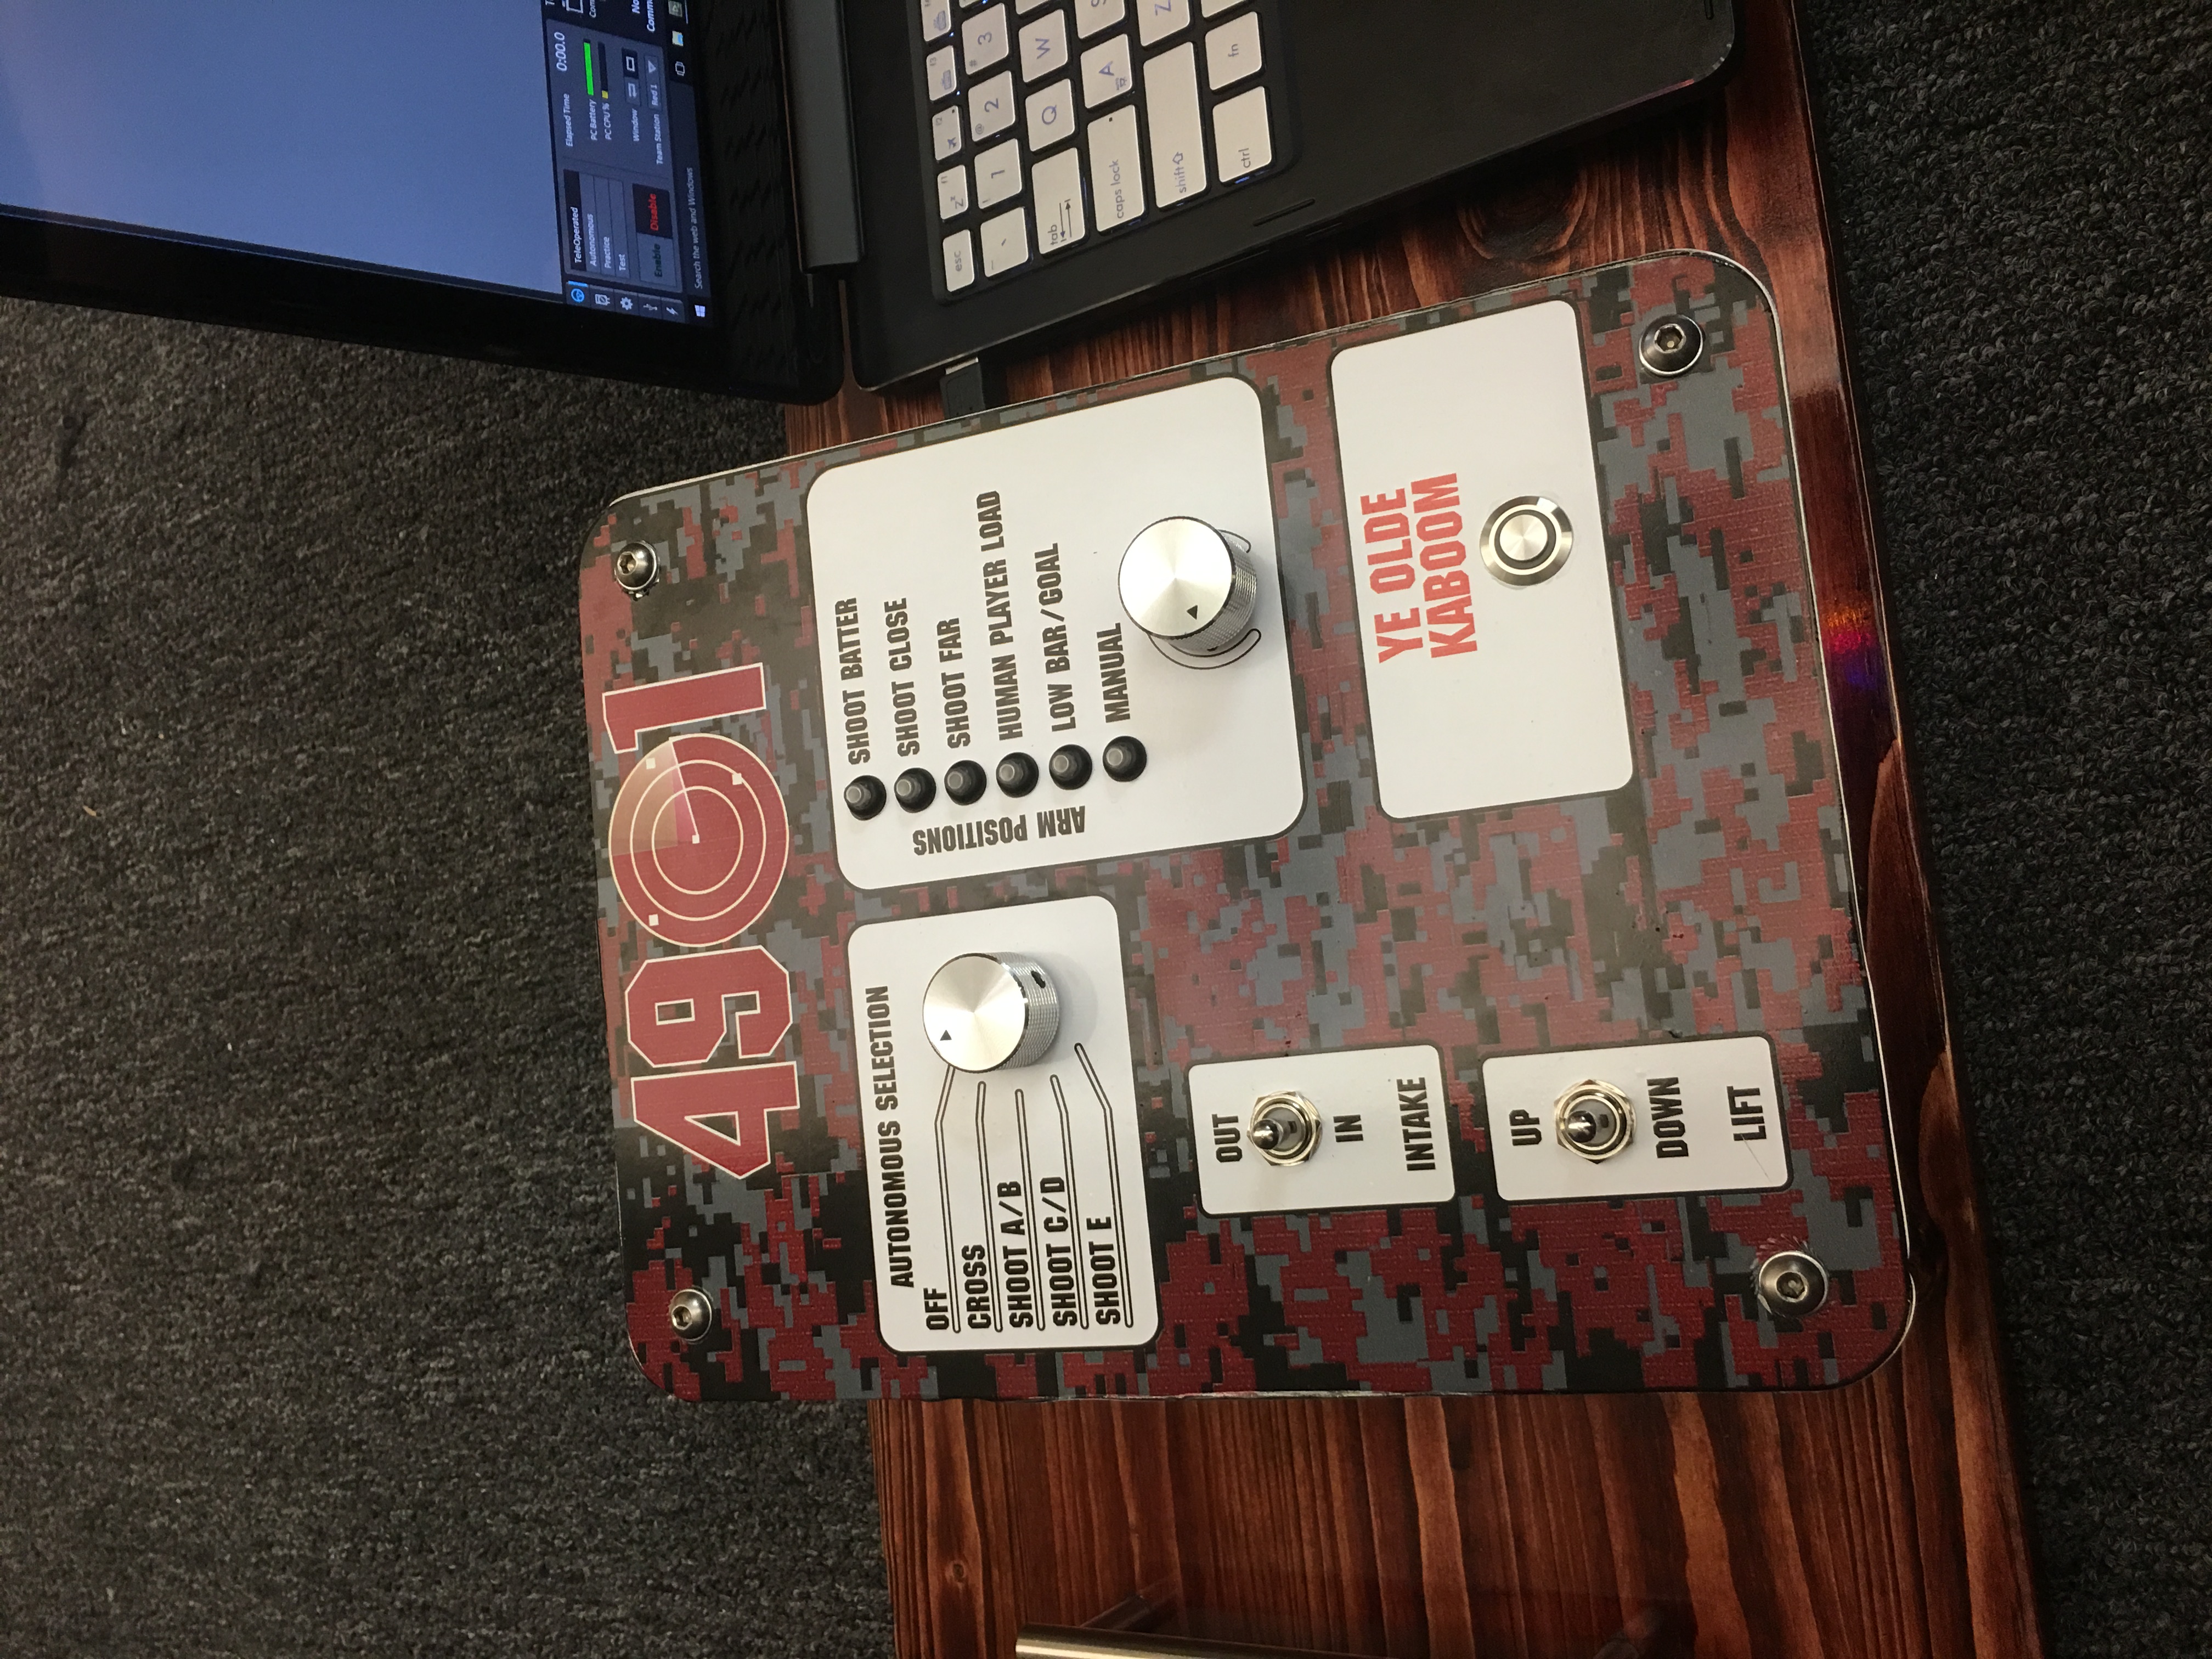 4901
AUTONOMOUS SELECTION
OFF
CROSS
SHOOT A/B
SHOOT C/D
SHOOT E
ARM POSITIONS
SHOOT BATTER
SHOOT CLOSE
SHOOT FAR
HUMAN PLAYER LOAD
LOW BAR/GOAL
MANUAL
OUT
IN
INTAKE
UP
DOWN
LIFT
YE OLDE
KABOOM
TeleOperated
Autonomous
Practice
Test
Enable Disable
Elapsed Time 0:00.0
PC Battery
PC CPU %
Window
Team Station Red 1
Search the web and Windows
esc
1 2 3
tab Q W
caps lock A S
shift Z
ctrl fn